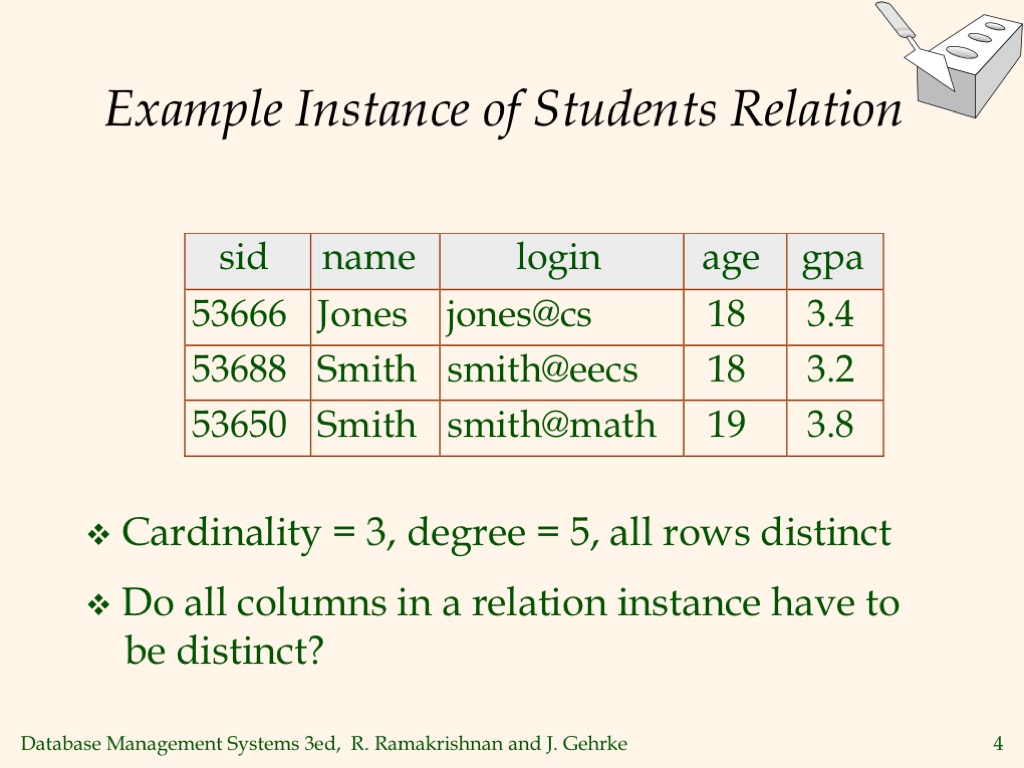 Example Instance of Students Relation
sid name login age gpa
53666 Jones jones@cs 18 3.4
53688 Smith smith@eecs 18 3.2
53650 Smith smith@math 19 3.8
❖ Cardinality = 3, degree = 5, all rows distinct
❖ Do all columns in a relation instance have to
be distinct?
Database Management Systems 3ed, R. Ramakrishnan and J. Gehrke 4